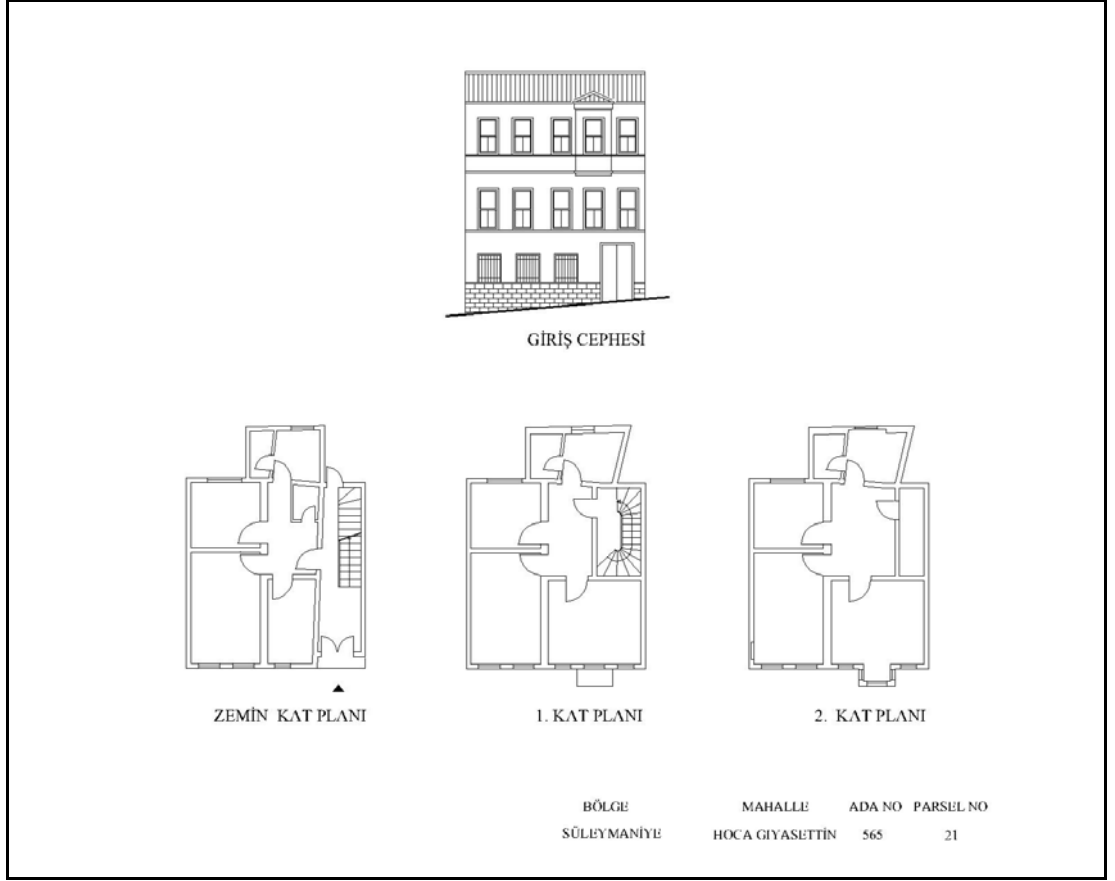 GİRİŞ CEPHESİ
ZEMİN KAT PLANI
1. KAT PLANI
2. KAT PLANI
BÖLGE MAHALLE ADA NO PARSEL NO
SÜLEYMANİYE HOCA GIYASETTİN 565 21